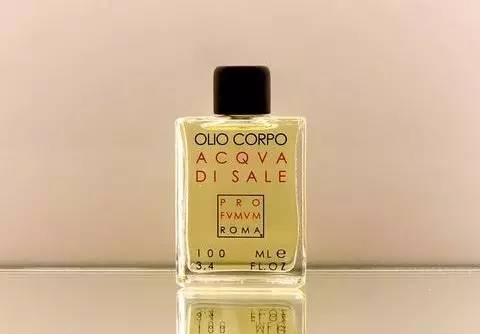 OLIO CORPO
ACQVA
DI SALE
PRO
FVMVM
ROMA
100 ML e
3.4 FL.OZ